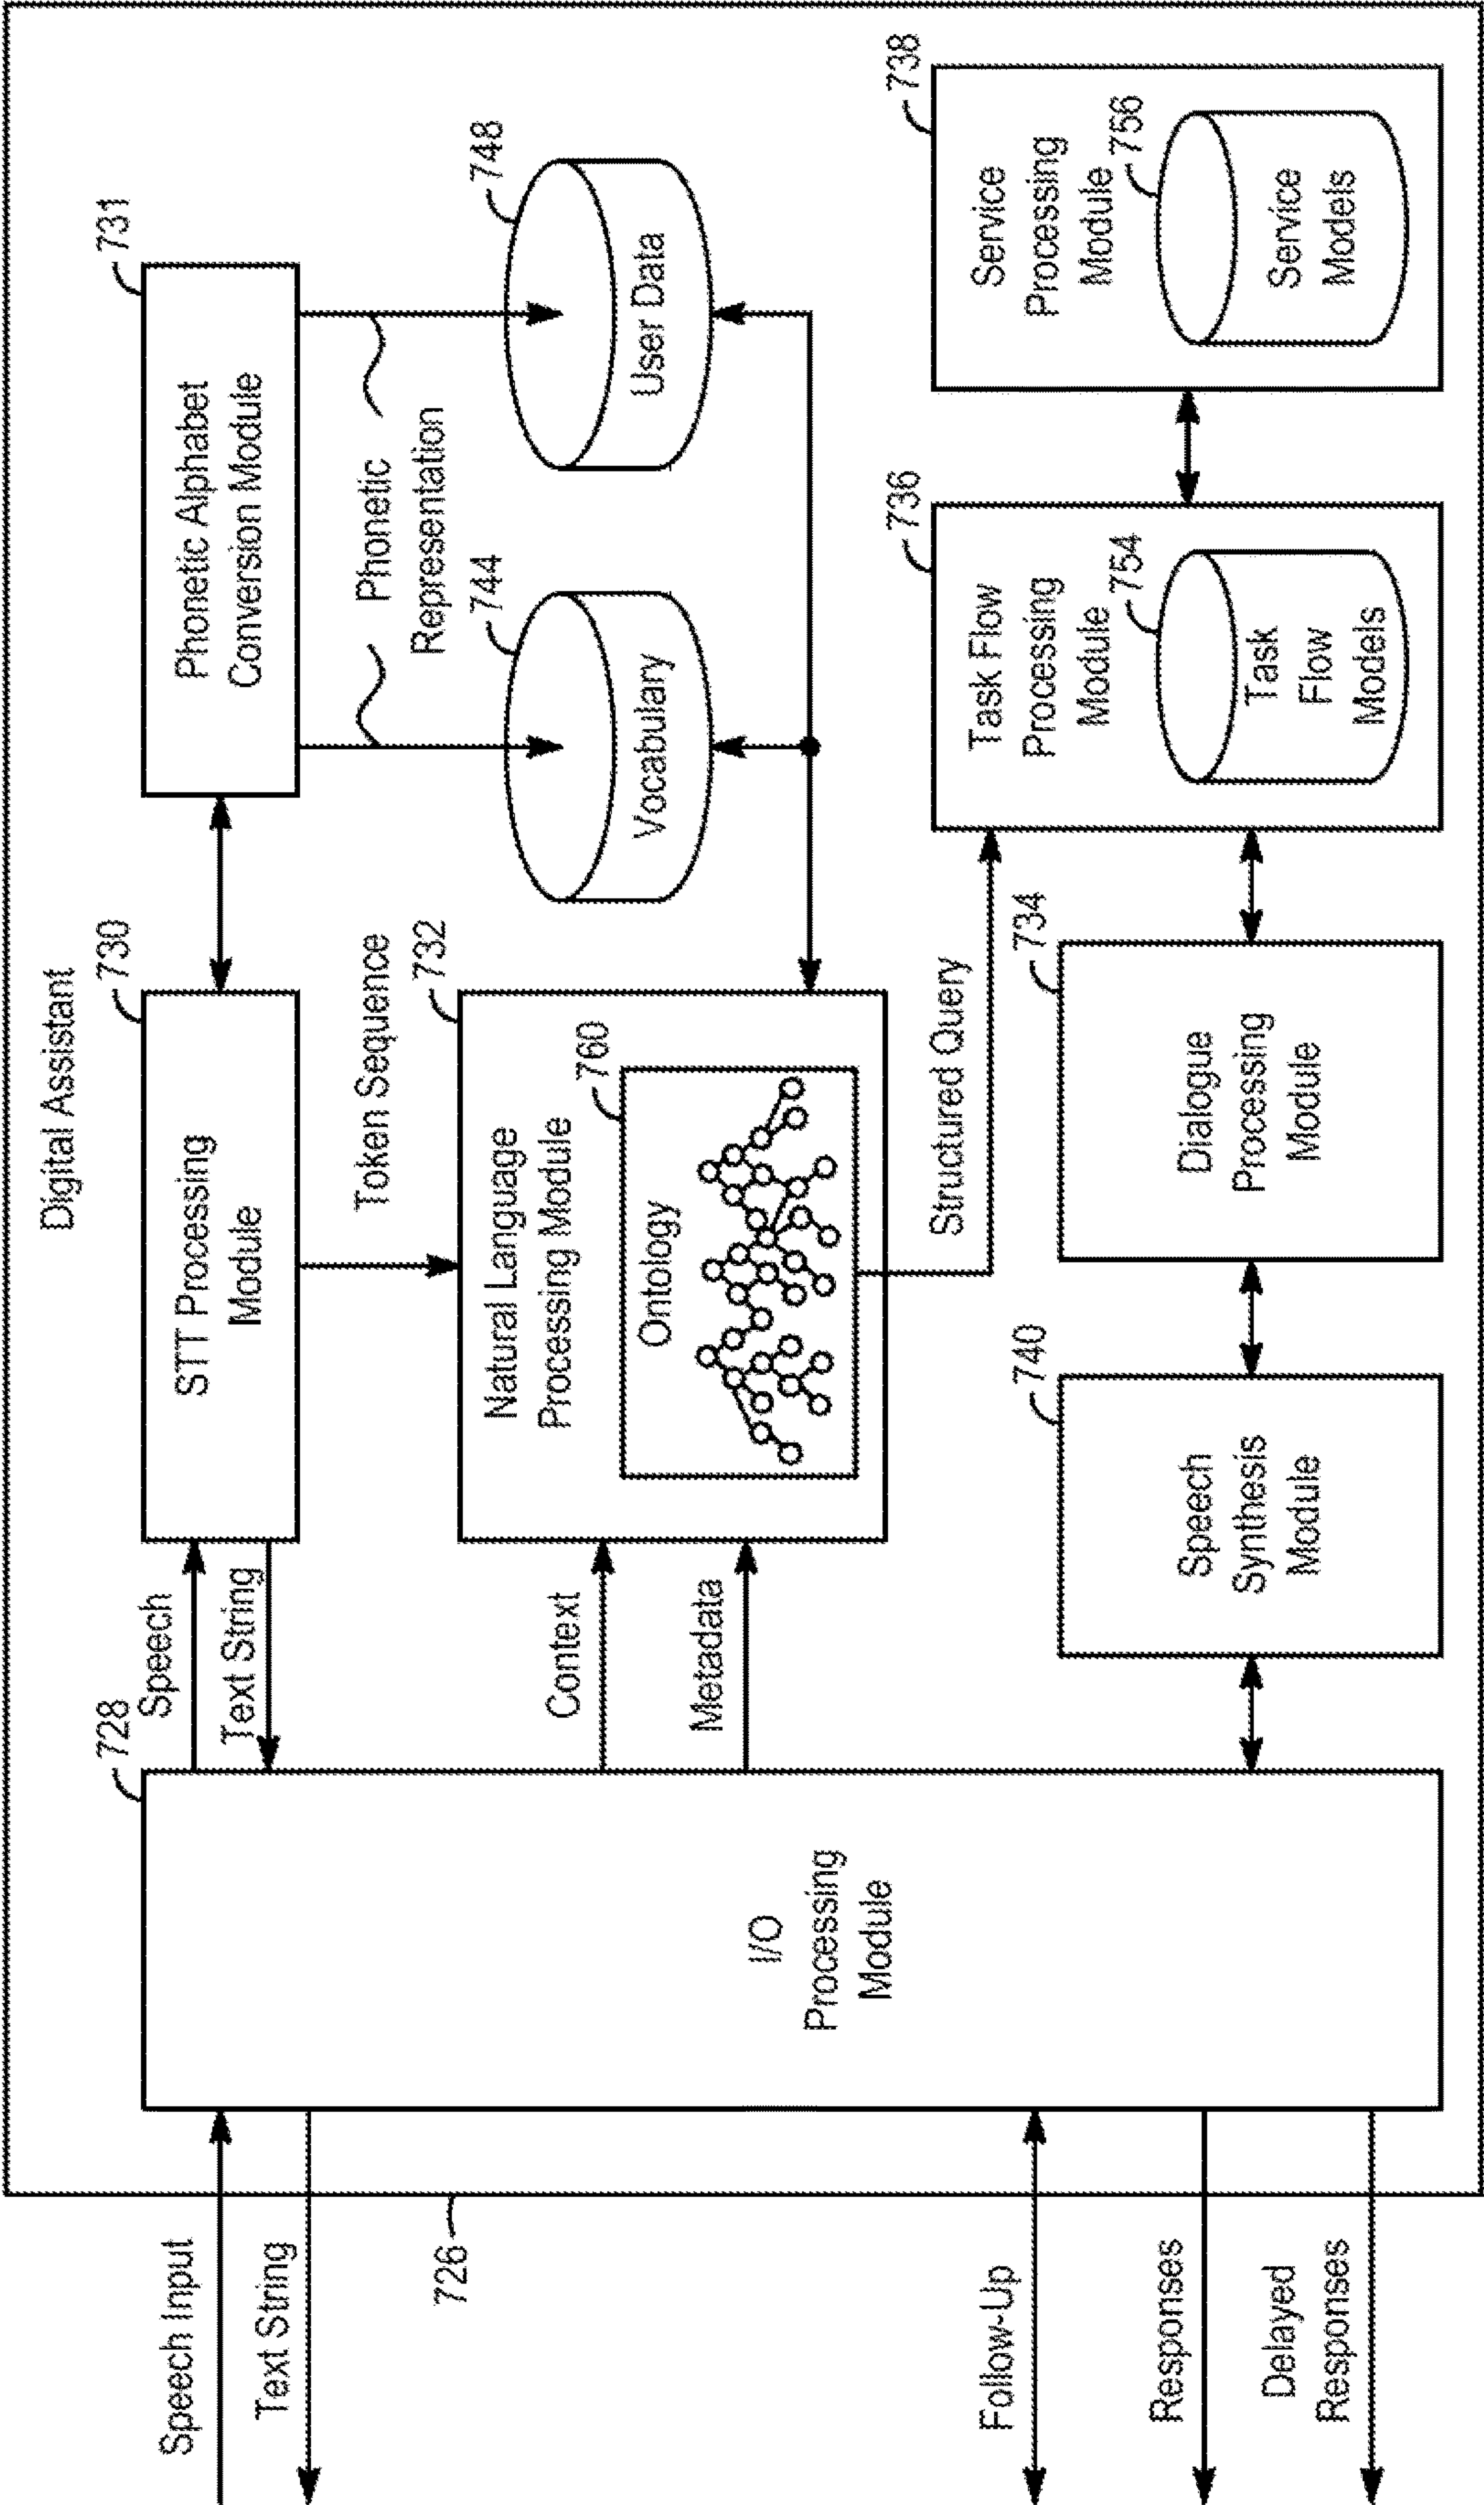 Digital Assistant
Speech Input
Text String
726
Follow-Up
Responses
Delayed
Responses
728
I/O
Processing
Module
Speech
Text String
Context
Metadata
730
STT Processing
Module
731
Phonetic Alphabet
Conversion Module
Token Sequence
Phonetic
Representation
732
Natural Language
Processing Module
760
Ontology
744
Vocabulary
748
User Data
Structured Query
740
Speech
Synthesis
Module
734
Dialogue
Processing
Module
736
Task Flow
Processing
Module
754
Task
Flow
Models
738
Service
Processing
Module
756
Service
Models